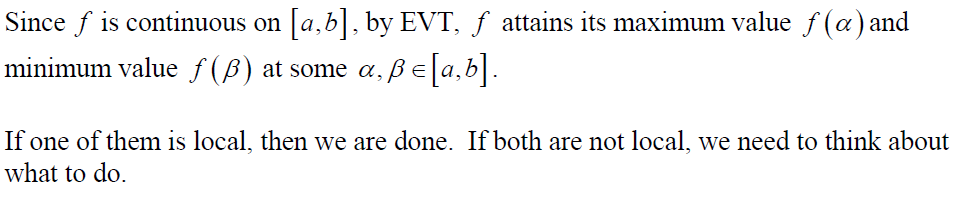 Since f is continuous on [a,b], by EVT, f attains its maximum value f(α) and
minimum value f(β) at some α, β ∈ [a,b].
If one of them is local, then we are done. If both are not local, we need to think about
what to do.